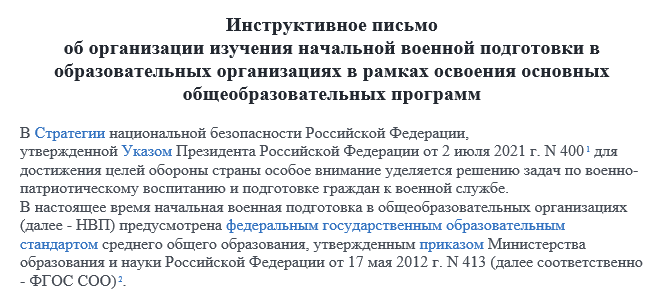 Инструктивное письмо
об организации изучения начальной военной подготовки в
образовательных организациях в рамках освоения основных
общеобразовательных программ
В Стратегии национальной безопасности Российской Федерации,
утвержденной Указом Президента Российской Федерации от 2 июля 2021 г. N 400 1 для
достижения целей обороны страны особое внимание уделяется решению задач по военно-
патриотическому воспитанию и подготовке граждан к военной службе.
В настоящее время начальная военная подготовка в общеобразовательных организациях
(далее - НВП) предусмотрена федеральным государственным образовательным
стандартом среднего общего образования, утвержденным приказом Министерства
образования и науки Российской Федерации от 17 мая 2012 г. N 413 (далее соответственно
- ФГОС СОО) 2.